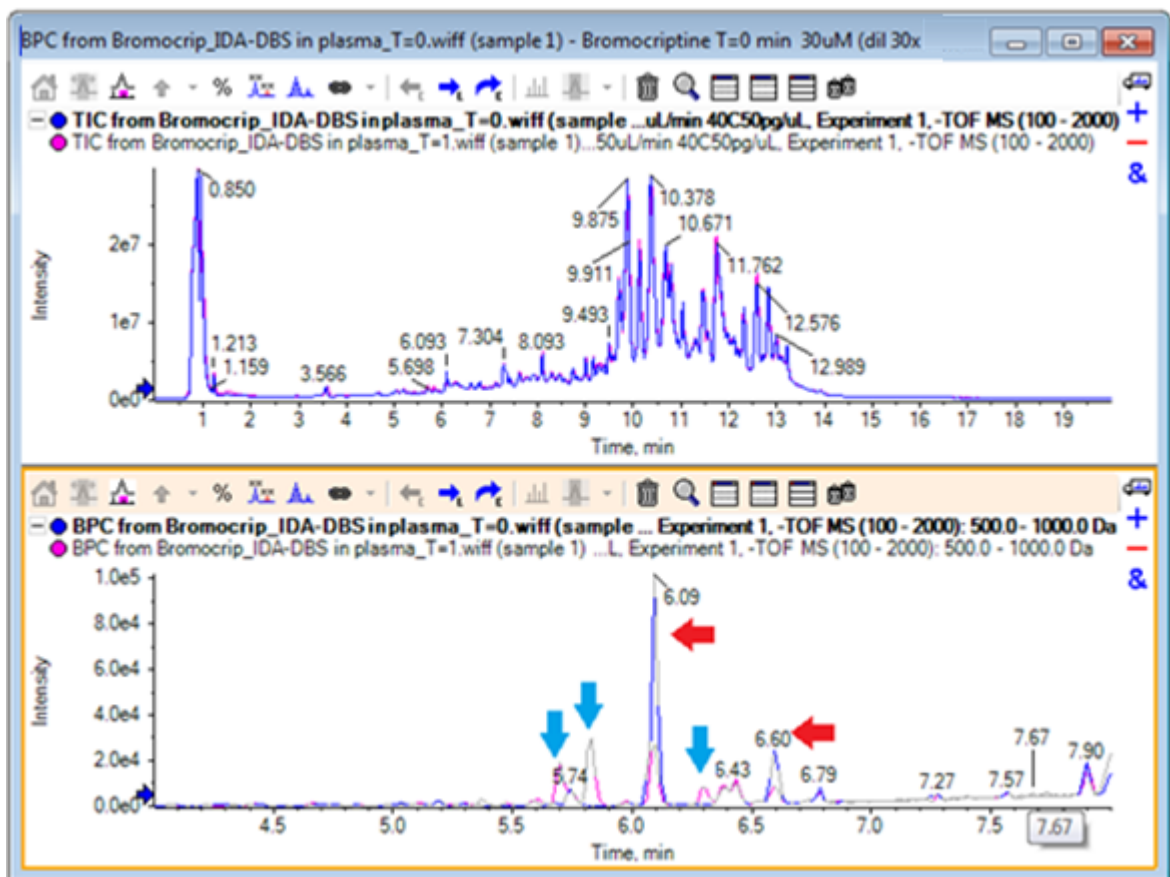 BPC from Bromocrip_IDA-DBS in plasma_T=0.wiff (sample 1) - Bromocriptine T=0 min 30uM (dil 30x
%
TIC from Bromocrip_IDA-DBS in plasma_T=0.wiff (sample ...uL/min 40C50pg/uL, Experiment 1, -TOF MS (100 - 2000)
TIC from Bromocrip_IDA-DBS in plasma_T=1.wiff (sample 1)...50uL/min 40C50pg/uL, Experiment 1, -TOF MS (100 - 2000)
&
Intensity
2e7
1e7
0e0
0.850
1.213
1.159
3.566
5.698
6.093
7.304
8.093
9.493
9.875
9.911
10.378
10.671
11.762
12.576
12.989
1 2 3 4 5 6 7 8 9 10 11 12 13 14 15 16 17 18 19
Time, min
%
BPC from Bromocrip_IDA-DBS in plasma_T=0.wiff (sample ... Experiment 1, -TOF MS (100 - 2000): 500.0 - 1000.0 Da
BPC from Bromocrip_IDA-DBS in plasma_T=1.wiff (sample 1) ...L, Experiment 1, -TOF MS (100 - 2000): 500.0 - 1000.0 Da
&
Intensity
1.0e5
8.0e4
6.0e4
4.0e4
2.0e4
0.0e0
5.74
6.09
6.43
6.60
6.79
7.27
7.57
7.67
7.90
4.5 5.0 5.5 6.0 6.5 7.0 7.5
7.67
Time, min